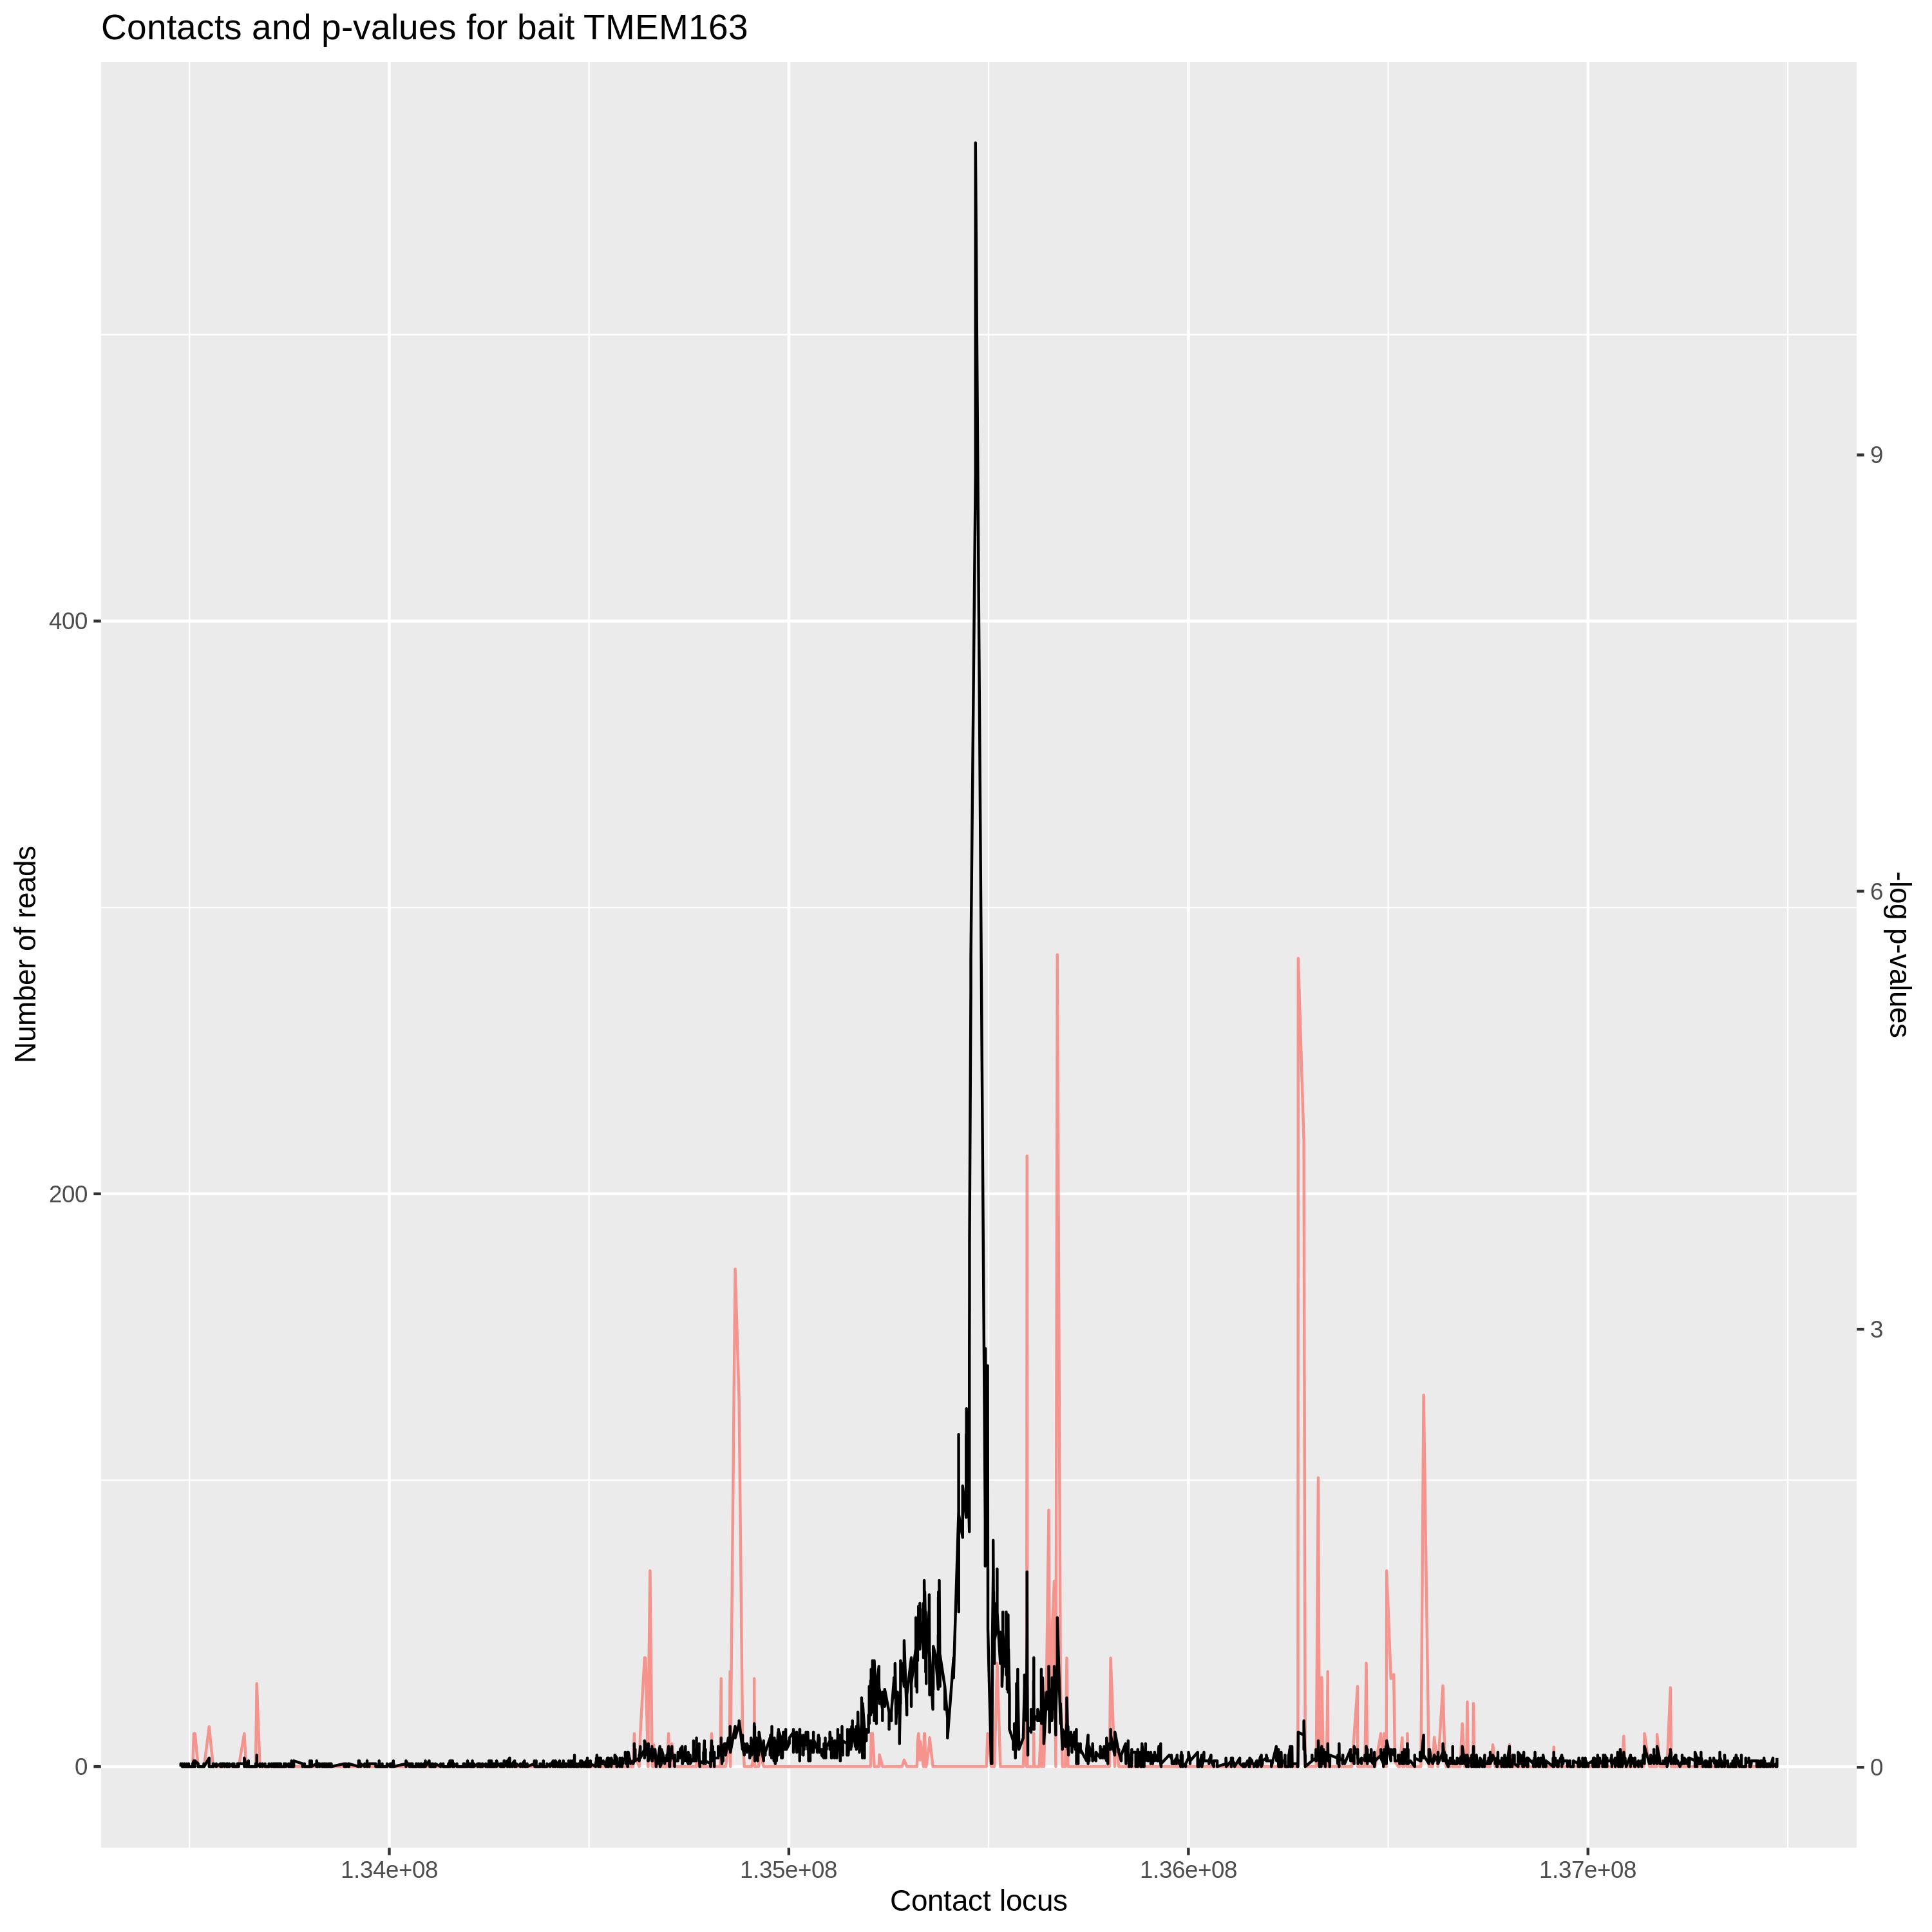 Contacts and p-values for bait TMEM163
Number of reads
400
200
0
9
6
3
0
-log p-values
1.34e+08
1.35e+08
1.36e+08
1.37e+08
Contact locus